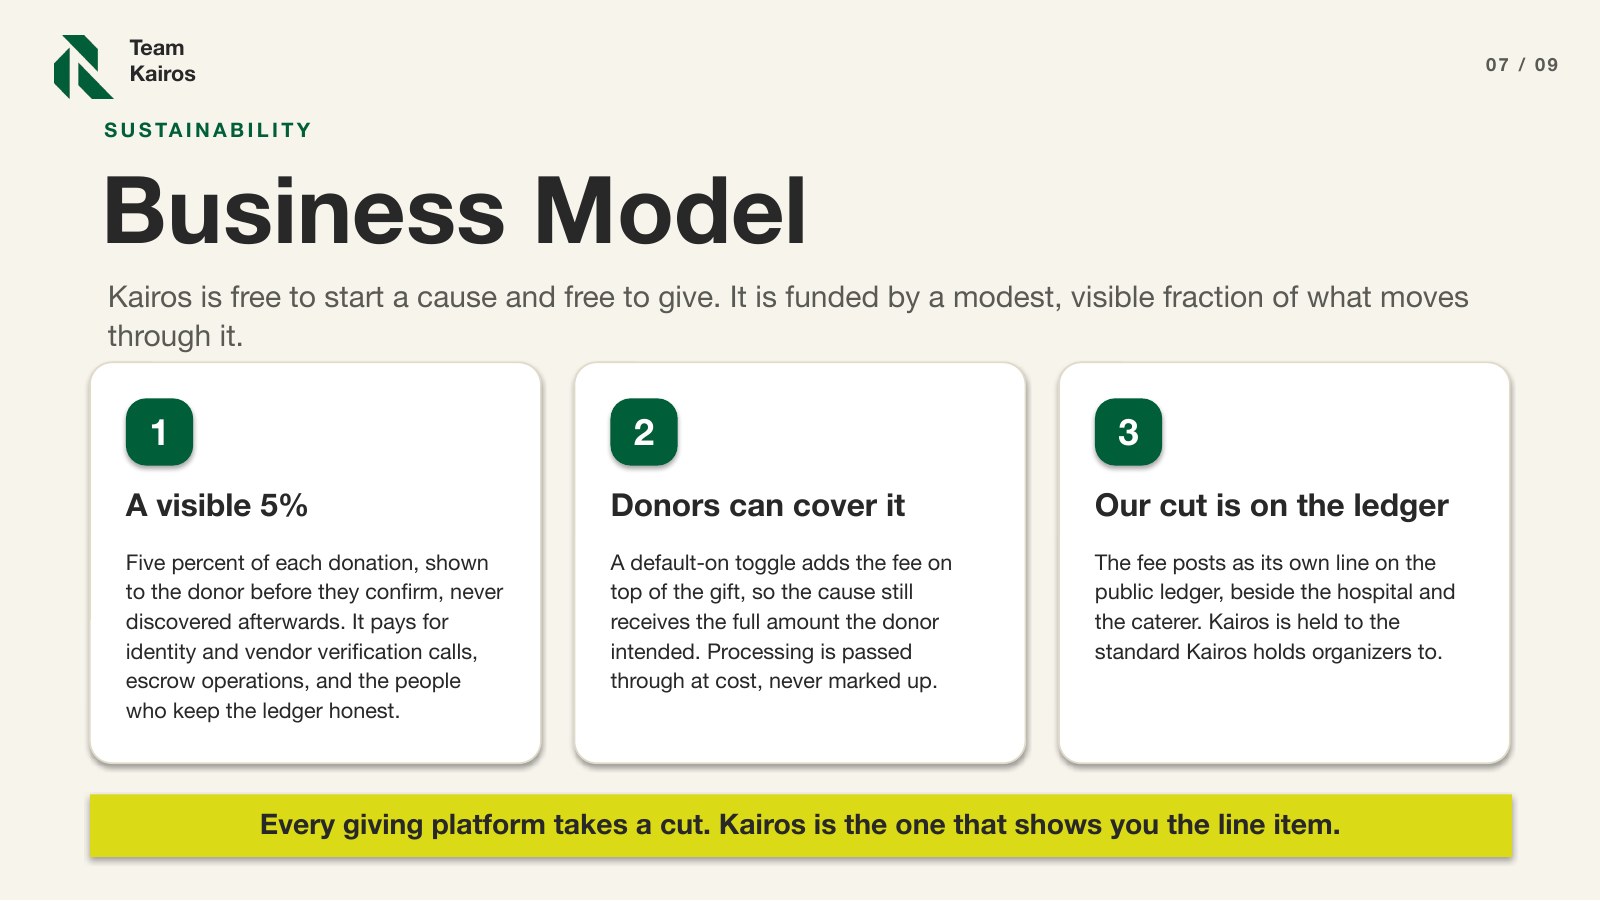 Team
Kairos
07 / 09
SUSTAINABILITY
Business Model
Kairos is free to start a cause and free to give. It is funded by a modest, visible fraction of what moves
through it.
1
A visible 5%
Five percent of each donation, shown
to the donor before they confirm, never
discovered afterwards. It pays for
identity and vendor verification calls,
escrow operations, and the people
who keep the ledger honest.
2
Donors can cover it
A default-on toggle adds the fee on
top of the gift, so the cause still
receives the full amount the donor
intended. Processing is passed
through at cost, never marked up.
3
Our cut is on the ledger
The fee posts as its own line on the
public ledger, beside the hospital and
the caterer. Kairos is held to the
standard Kairos holds organizers to.
Every giving platform takes a cut. Kairos is the one that shows you the line item.